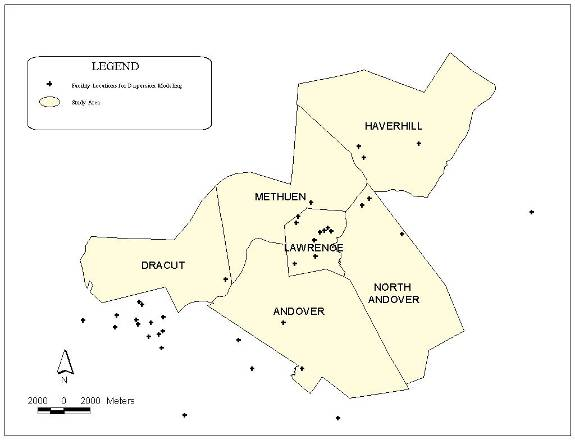 LEGEND
Facility Locations for Dispersion Modeling
Study Area
HAVERHILL
METHUEN
LAWRENCE
DRACUT
NORTH
ANDOVER
ANDOVER
N
2000 0 2000 Meters